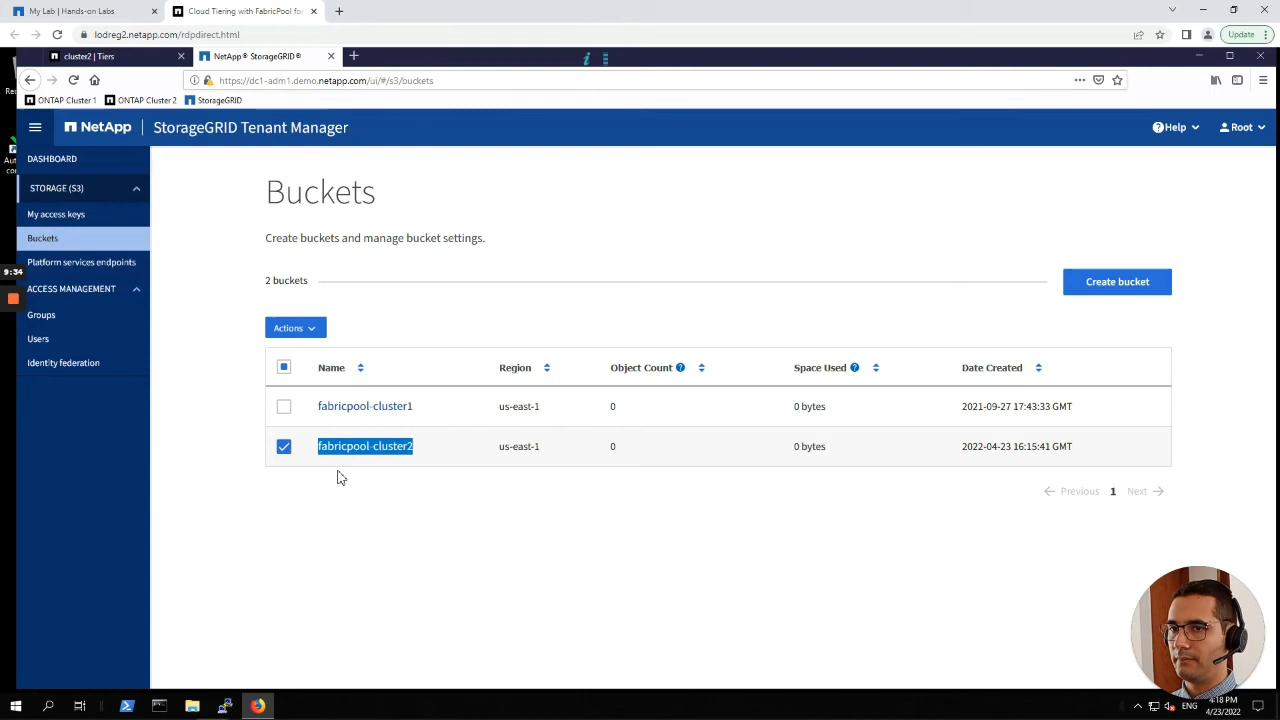 My Lab | Hands-on Labs
Cloud Tiering with FabricPool for
lodreg2.netapp.com/rdpdirect.html
Update
cluster2 | Tiers
NetApp® StorageGRID®
https://dc1-adm1.demo.netapp.com/ui/#/s3/buckets
ONTAP Cluster 1
ONTAP Cluster 2
StorageGRID
NetApp
StorageGRID Tenant Manager
Help
Root
DASHBOARD
STORAGE (S3)
My access keys
Buckets
Platform services endpoints
9:34
ACCESS MANAGEMENT
Groups
Users
Identity federation
Buckets
Create buckets and manage bucket settings.
2 buckets
Create bucket
Actions
Name Region Object Count Space Used Date Created
fabricpool-cluster1 us-east-1 0 0 bytes 2021-09-27 17:43:33 GMT
fabricpool-cluster2 us-east-1 0 0 bytes 2022-04-23 16:15:41 GMT
Previous 1 Next
ENG
4:18 PM
4/23/2022